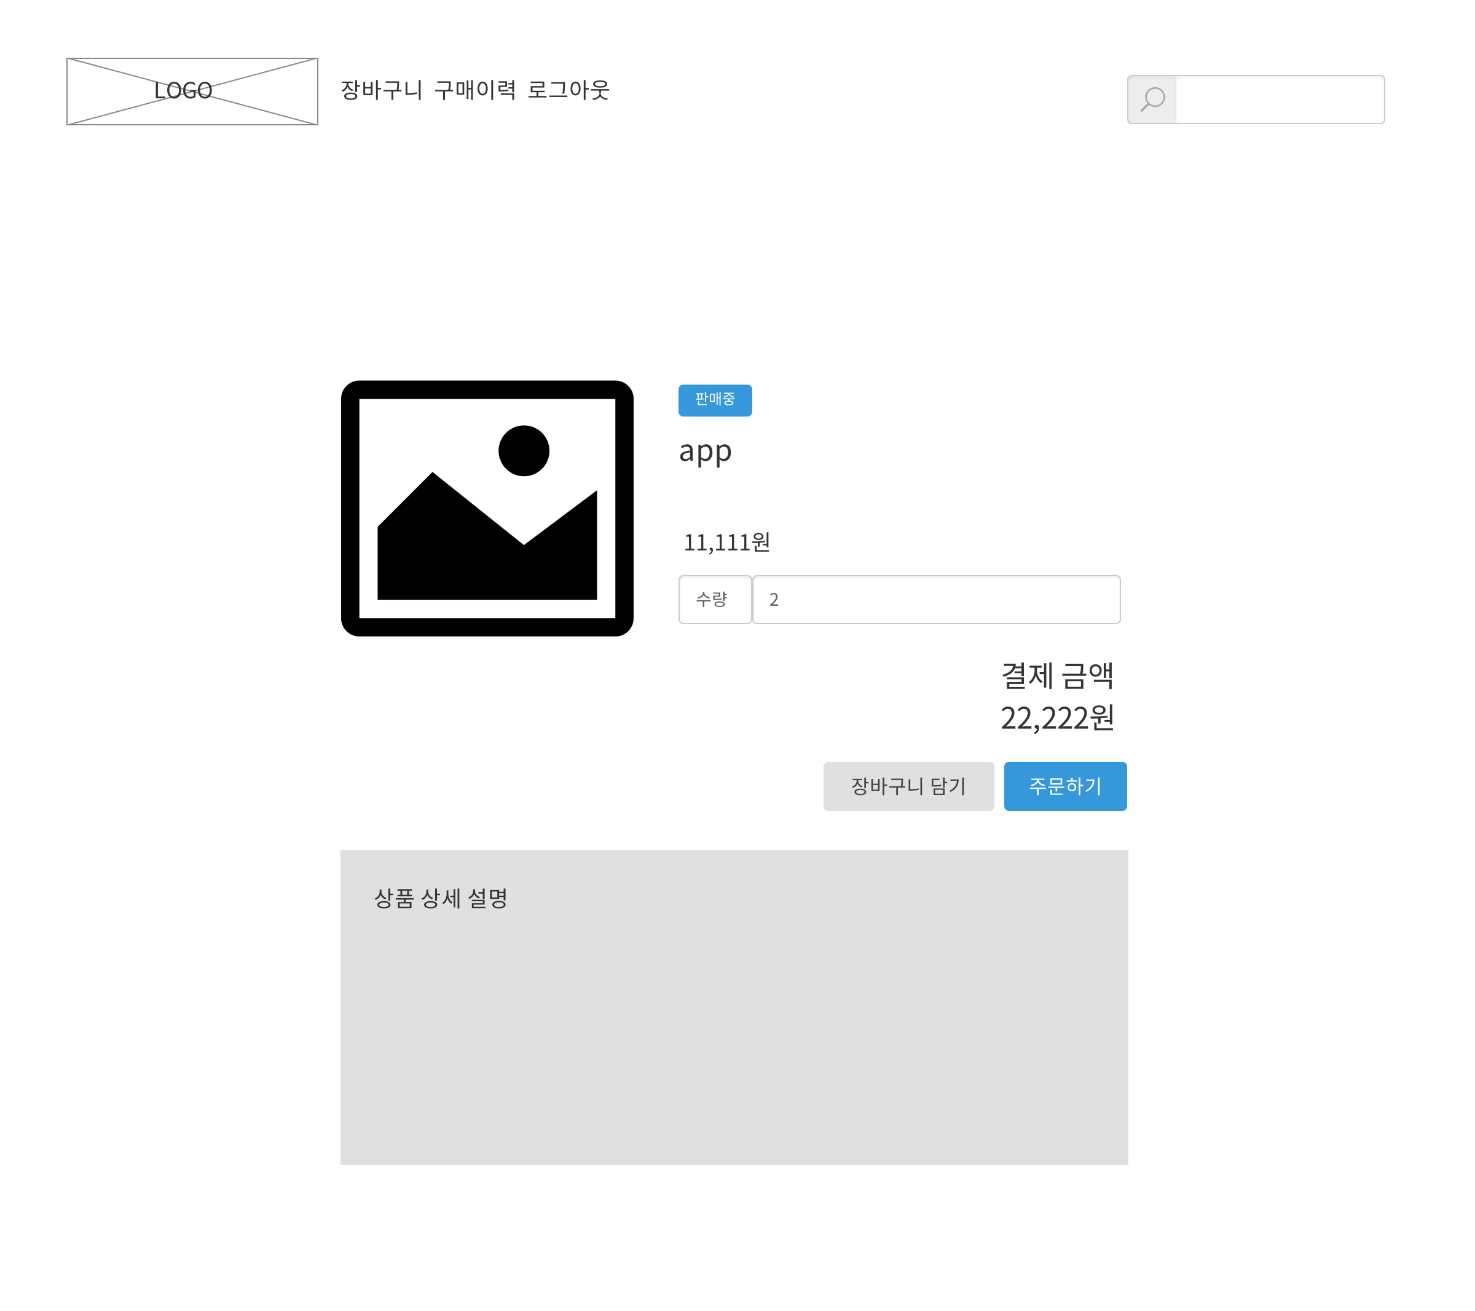 LOGO
장바구니 구매이력 로그아웃
판매중
app
11,111원
수량 2
결제 금액
22,222원
장바구니 담기 주문하기
상품 상세 설명